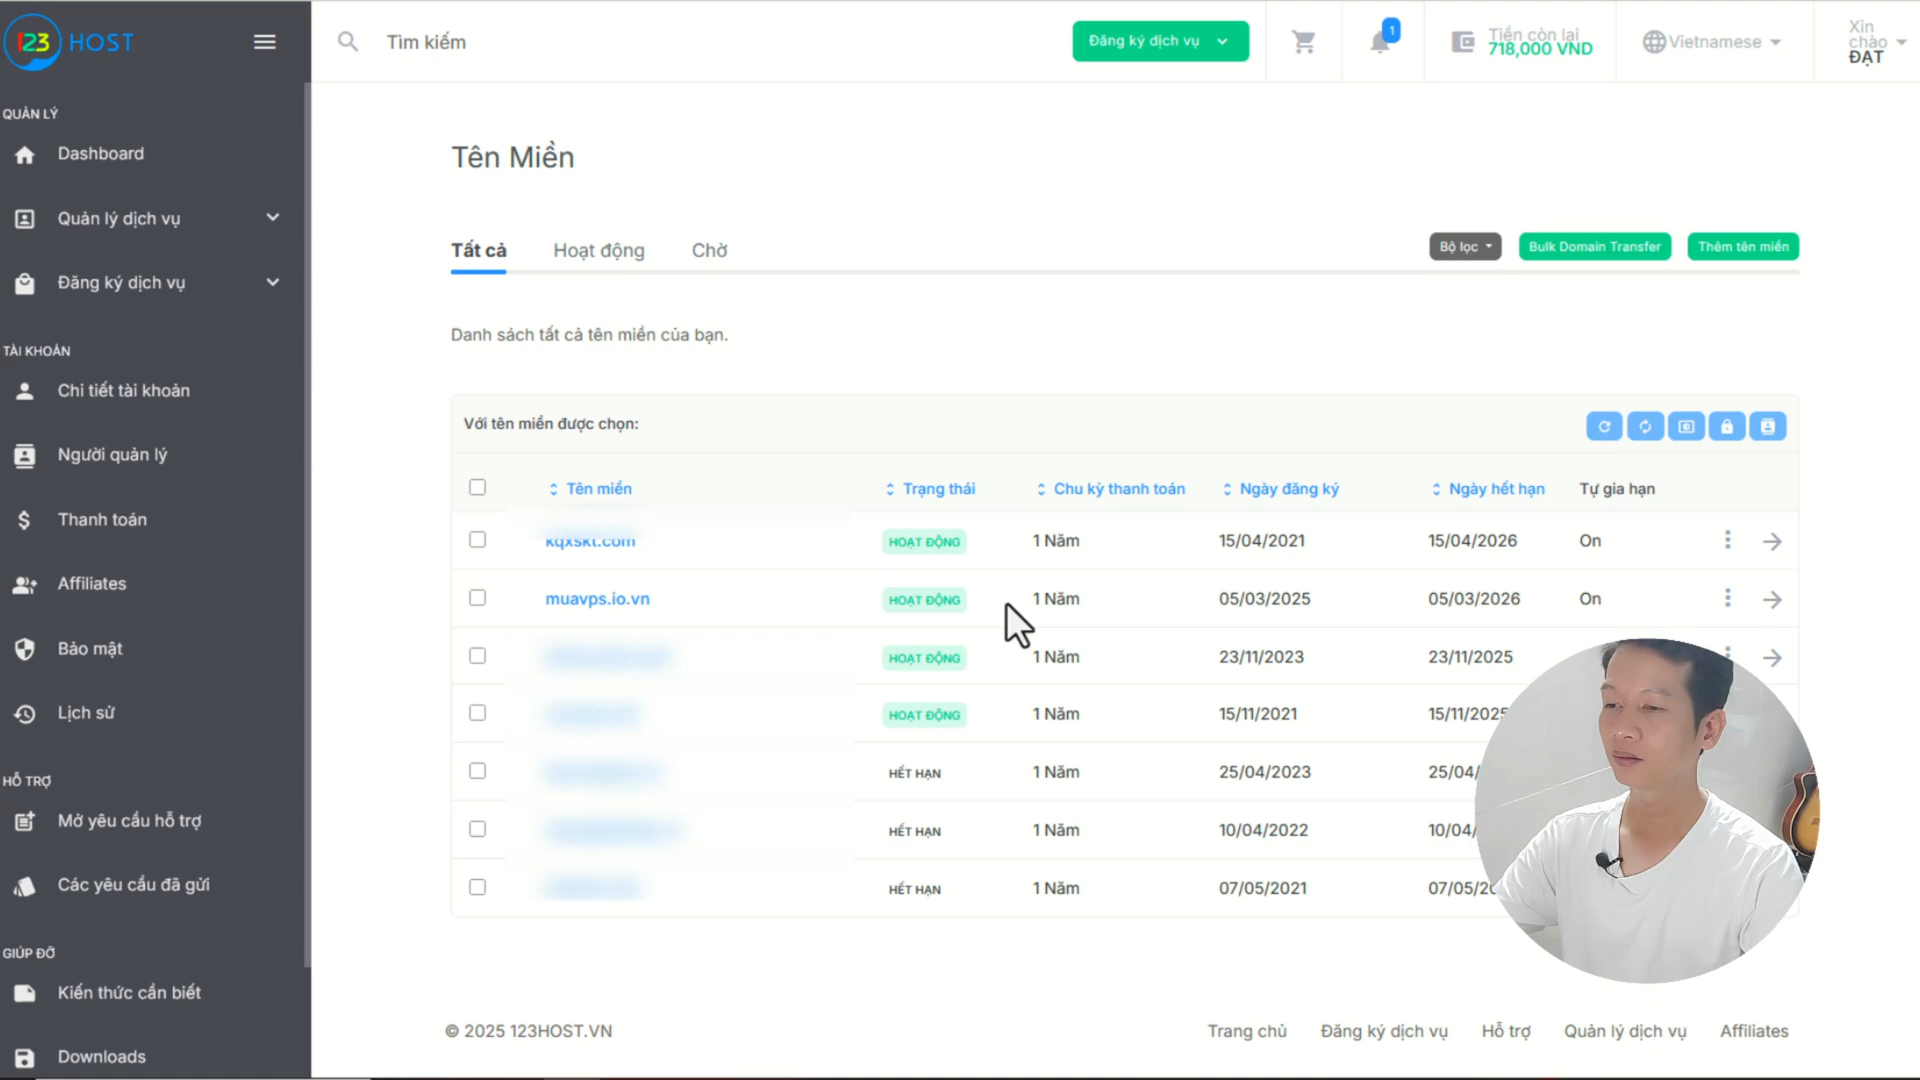 123 HOST
Tìm kiếm
Đăng ký dịch vụ
1
Tiền còn lại
718,000 VND
Vietnamese
Xin
chào
ĐẠT
QUẢN LÝ
Dashboard
Quản lý dịch vụ
Đăng ký dịch vụ
TÀI KHOẢN
Chi tiết tài khoản
Người quản lý
Thanh toán
Affiliates
Bảo mật
Lịch sử
HỖ TRỢ
Mở yêu cầu hỗ trợ
Các yêu cầu đã gửi
GIÚP ĐỠ
Kiến thức cần biết
Downloads
Tên Miền
Tất cả
Hoạt động
Chờ
Bộ lọc
Bulk Domain Transfer
Thêm tên miền
Danh sách tất cả tên miền của bạn.
Với tên miền được chọn:
Tên miền Trạng thái Chu kỳ thanh toán Ngày đăng ký Ngày hết hạn Tự gia hạn
kqxskt.com HOẠT ĐỘNG 1 Năm 15/04/2021 15/04/2026 On
muavps.io.vn HOẠT ĐỘNG 1 Năm 05/03/2025 05/03/2026 On
HOẠT ĐỘNG 1 Năm 23/11/2023 23/11/2025
HOẠT ĐỘNG 1 Năm 15/11/2021 15/11/2025
HẾT HẠN 1 Năm 25/04/2023 25/04/
HẾT HẠN 1 Năm 10/04/2022 10/04/
HẾT HẠN 1 Năm 07/05/2021 07/05/20
© 2025 123HOST.VN
Trang chủ
Đăng ký dịch vụ
Hỗ trợ
Quản lý dịch vụ
Affiliates